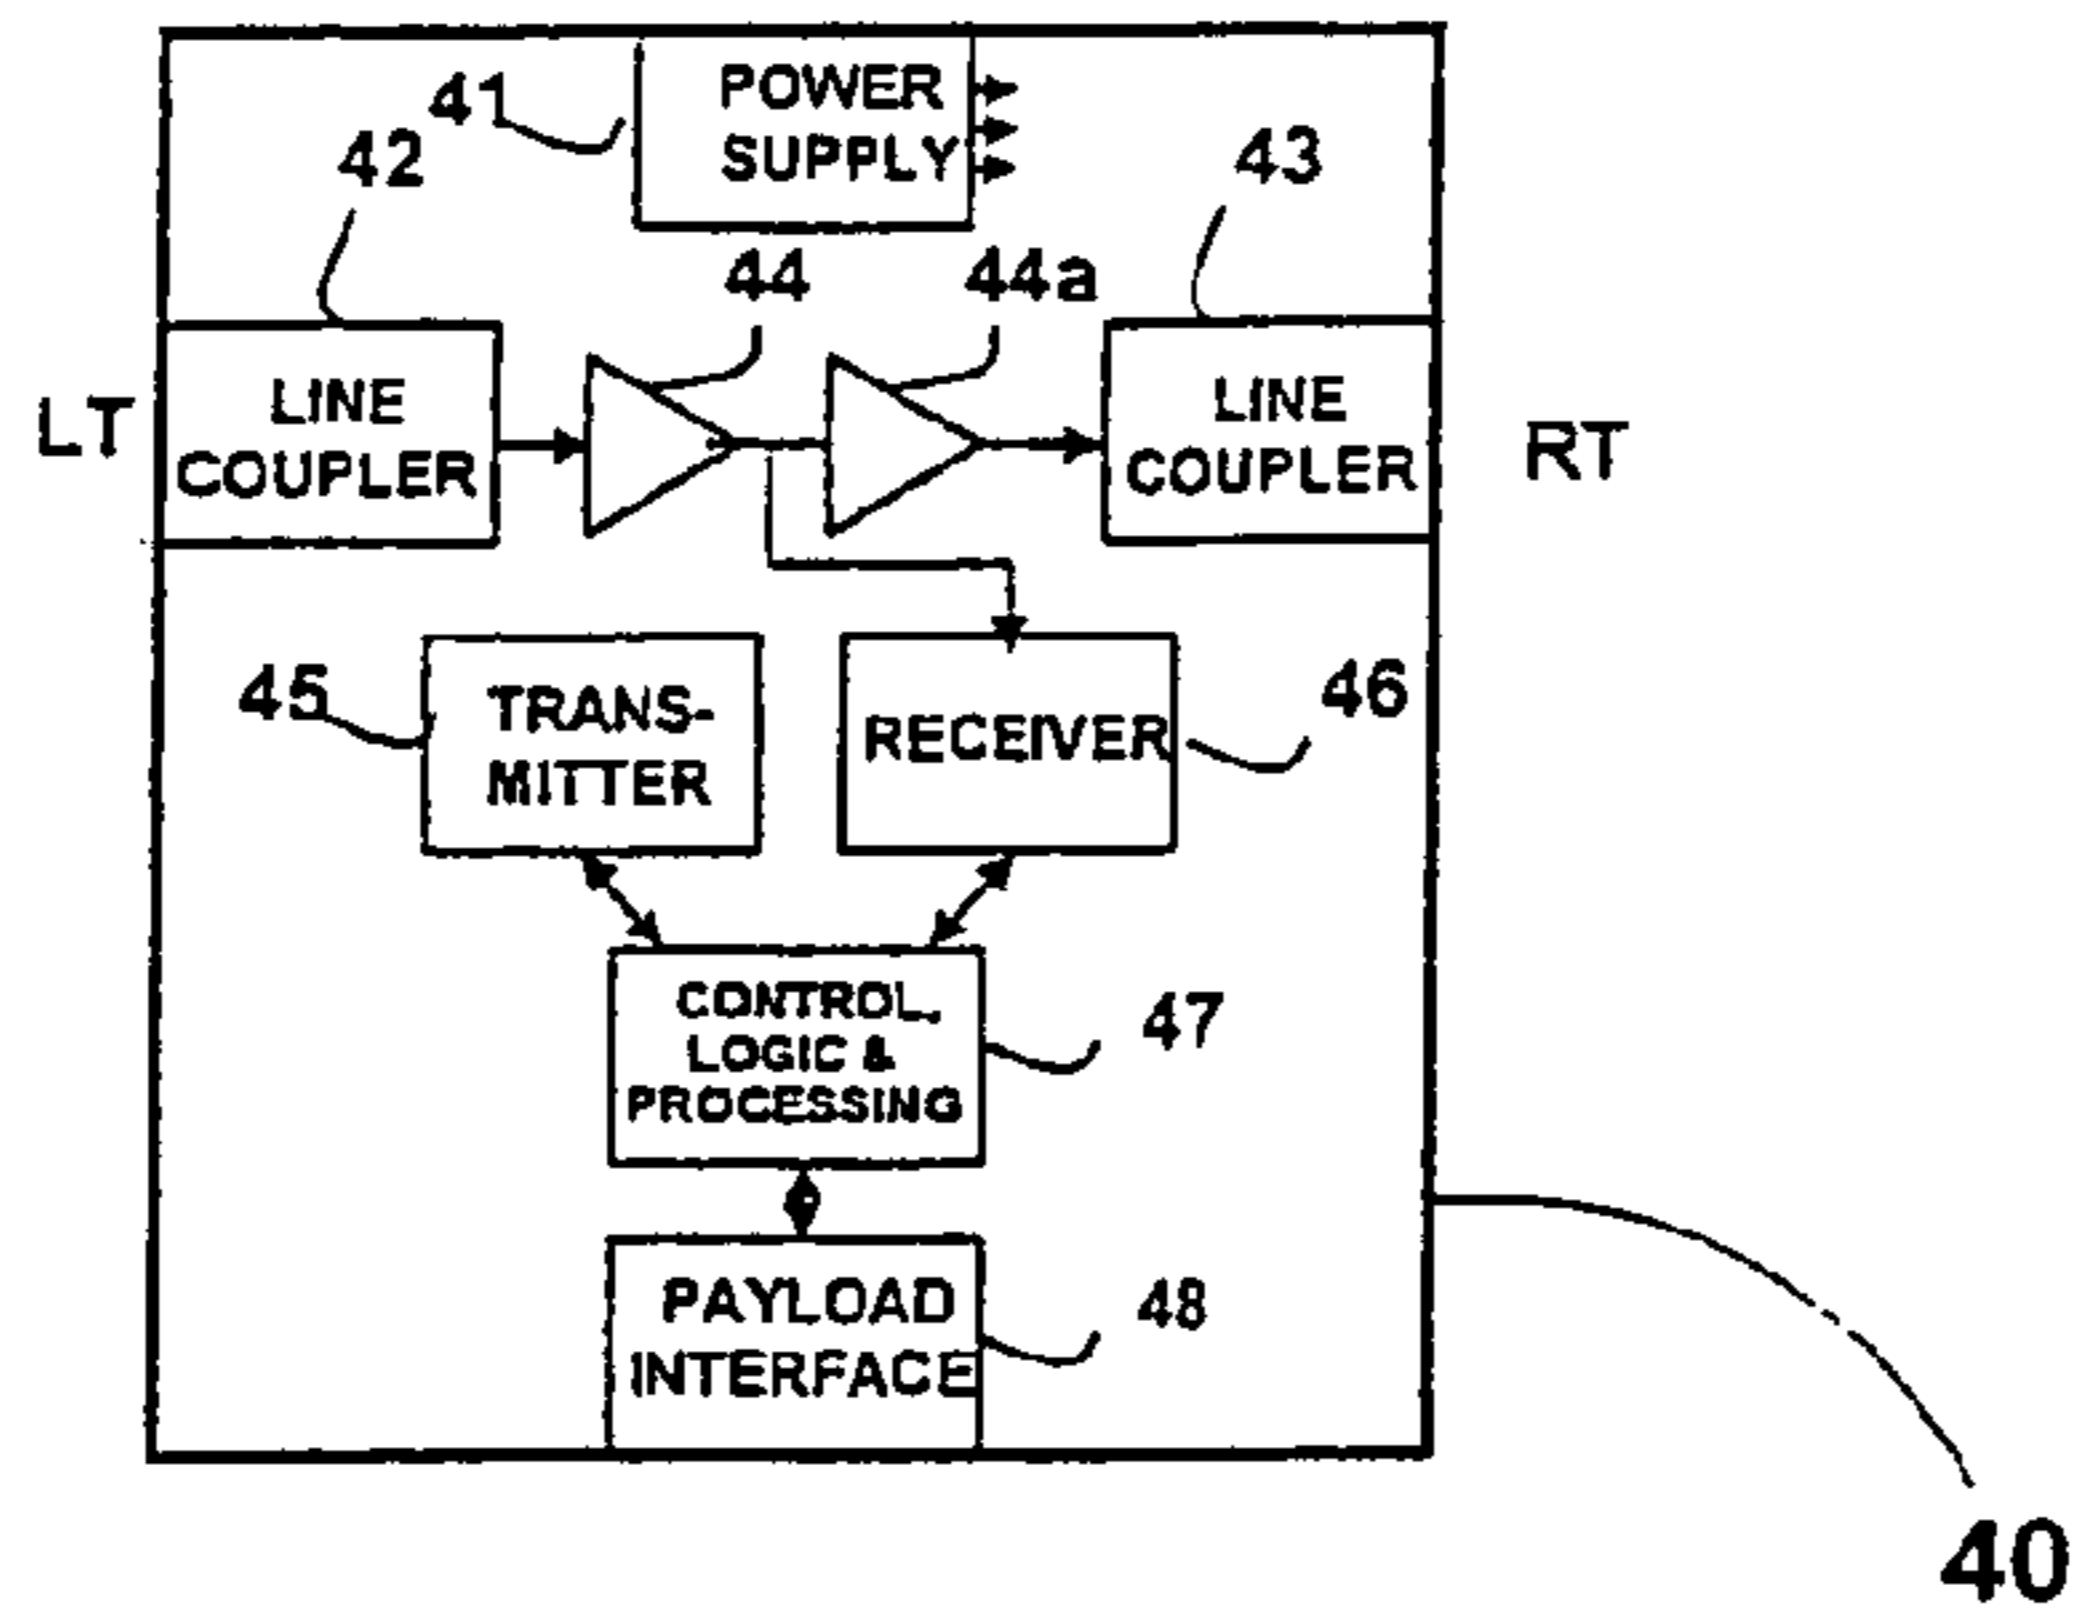 POWER
SUPPLY
41
42
43
44
44a
LT
LINE
COUPLER
LINE
COUPLER
RT
45
TRANS-
MITTER
RECEIVER
46
CONTROL,
LOGIC &
PROCESSING
47
PAYLOAD
INTERFACE
48
40